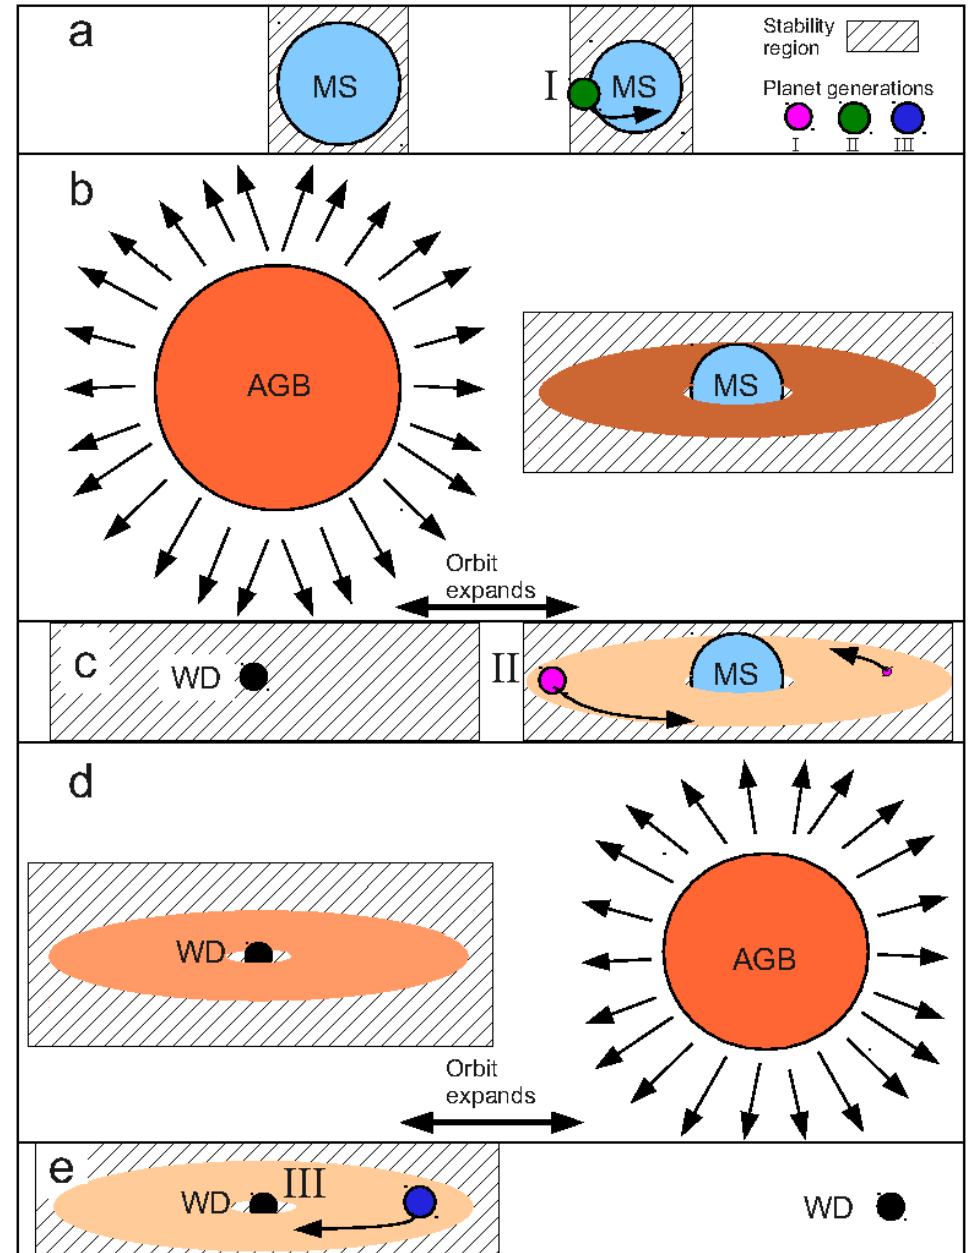 a
MS
I
MS
Stability
region
Planet generations
I II III
b
AGB
MS
Orbit
expands
c
WD
II
MS
d
WD
AGB
Orbit
expands
e
WD
III
WD